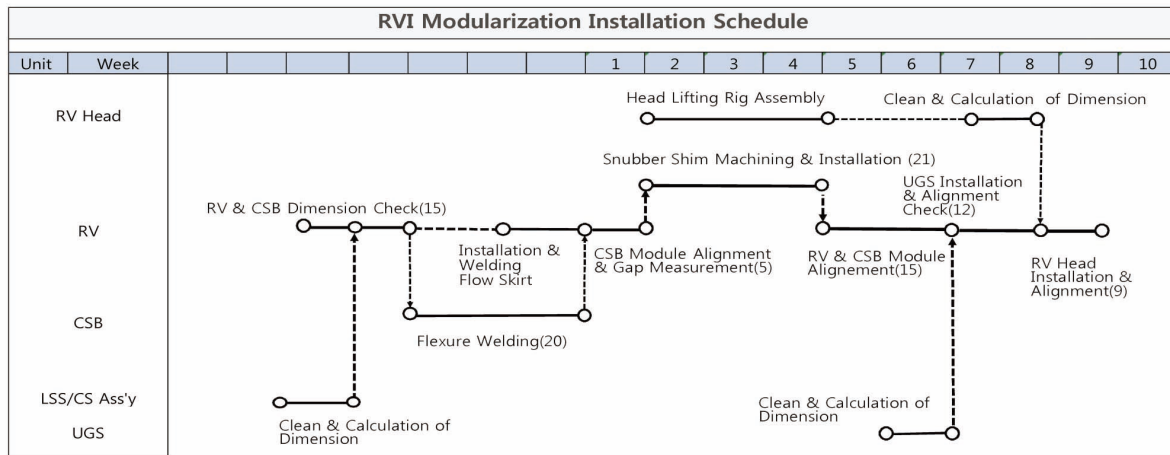 RVI Modularization Installation Schedule
Unit Week 1 2 3 4 5 6 7 8 9 10
RV Head
Head Lifting Rig Assembly
Clean & Calculation of Dimension
Snubber Shim Machining & Installation (21)
RV
RV & CSB Dimension Check(15)
Installation &
Welding
Flow Skirt
CSB Module Alignment
& Gap Measurement(5)
RV & CSB Module
Alignement(15)
UGS Installation
& Alignment
Check(12)
RV Head
Installation &
Alignment(9)
CSB
Flexure Welding(20)
LSS/CS Ass'y
Clean & Calculation of
Dimension
UGS
Clean & Calculation of
Dimension